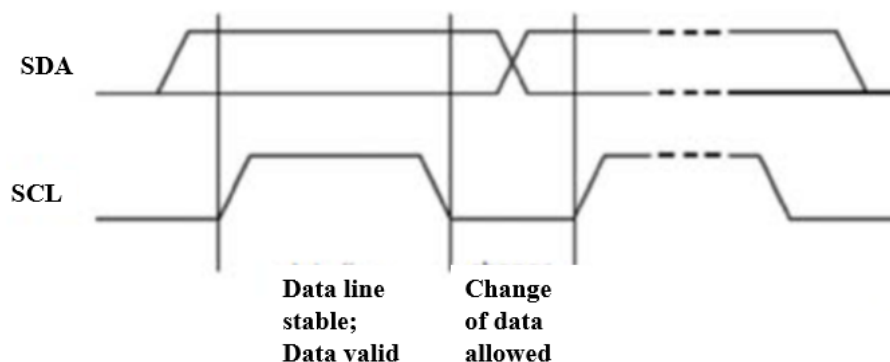 SDA
SCL
Data line
stable;
Data valid
Change
of data
allowed